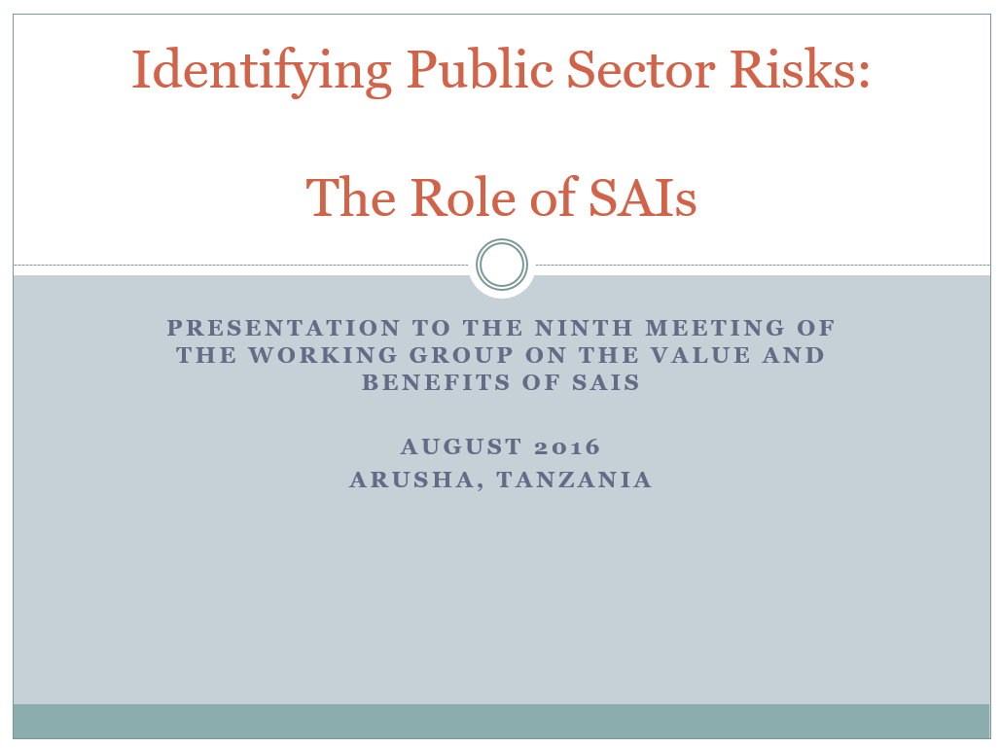 Identifying Public Sector Risks:
The Role of SAIs
PRESENTATION TO THE NINTH MEETING OF
THE WORKING GROUP ON THE VALUE AND
BENEFITS OF SAIS
AUGUST 2016
ARUSHA, TANZANIA